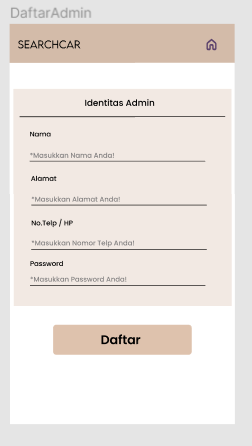 DaftarAdmin
SEARCHCAR
Identitas Admin
Nama
*Masukkan Nama Anda!
Alamat
*Masukkan Alamat Anda!
No.Telp / HP
*Masukkan Nomor Telp Anda!
Password
*Masukkan Password Anda!
Daftar